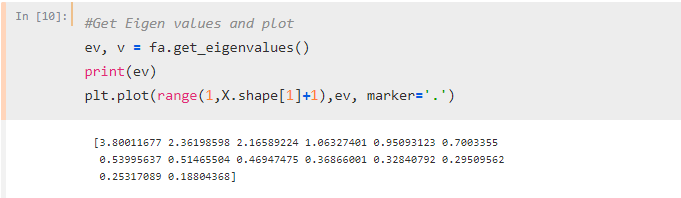 In [10]:
#Get Eigen values and plot
ev, v = fa.get_eigenvalues()
print(ev)
plt.plot(range(1,X.shape[1]+1),ev, marker='.')
[3.80011677 2.36198598 2.16589224 1.06327401 0.95093123 0.7003355
0.53995637 0.51465504 0.46947475 0.36866001 0.32840792 0.29509562
0.25317089 0.18804368]